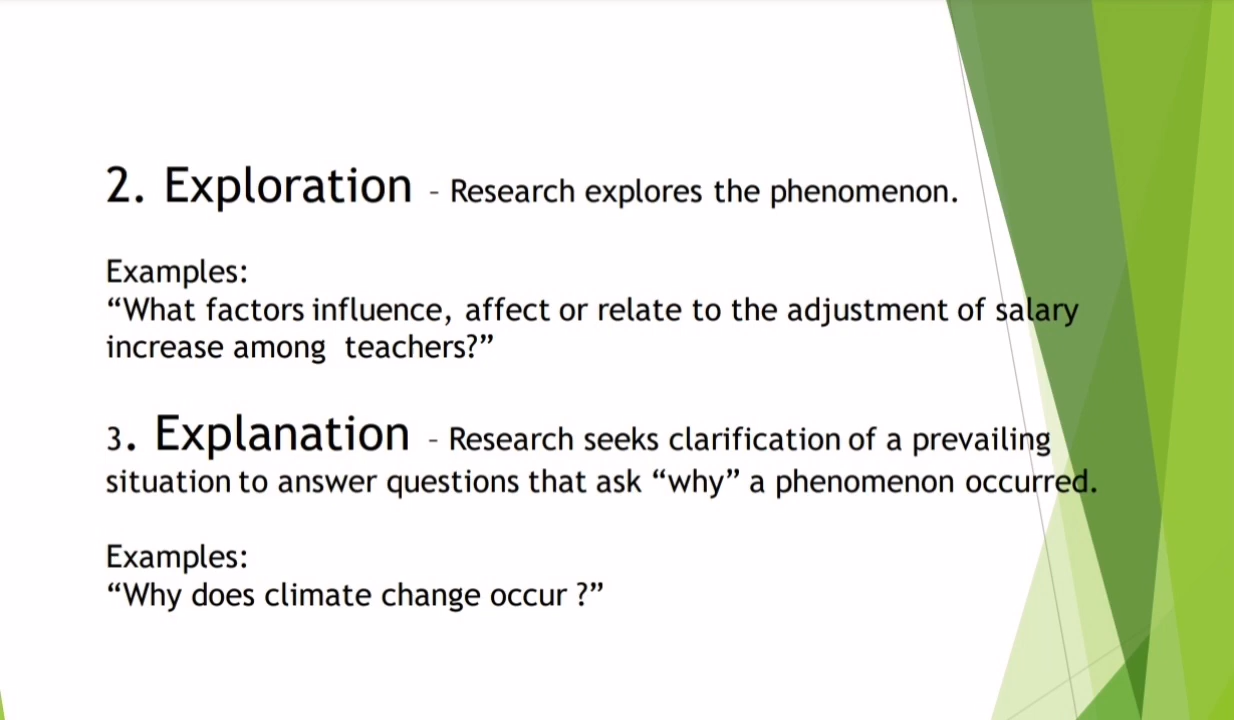 2. Exploration - Research explores the phenomenon.
Examples:
“What factors influence, affect or relate to the adjustment of salary
increase among  teachers?”
3. Explanation - Research seeks clarification of a prevailing
situation to answer questions that ask “why” a phenomenon occurred.
Examples:
“Why does climate change occur ?”